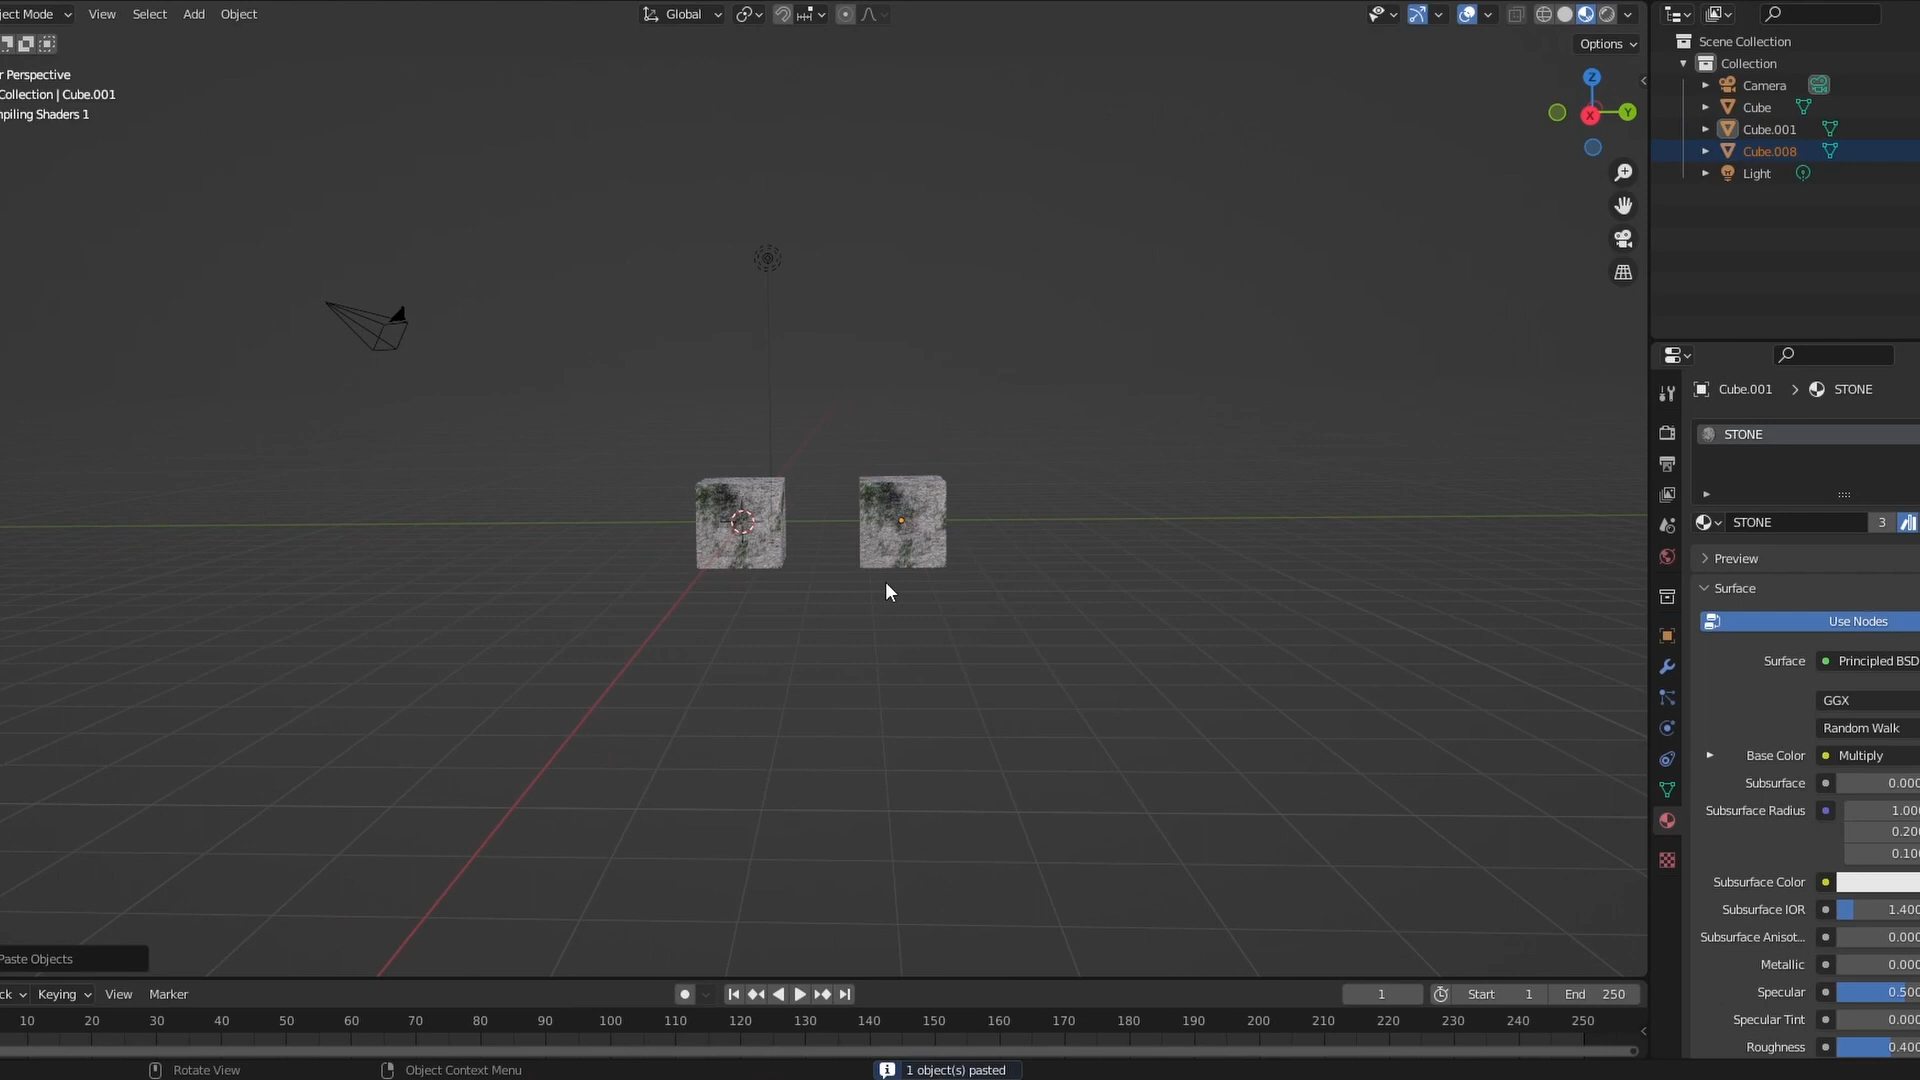 ject Mode
View
Select
Add
Object
Global
Options
r Perspective
Collection | Cube.001
mpiling Shaders 1
Z
Y
X
Scene Collection
Collection
Camera
Cube
Cube.001
Cube.008
Light
Cube.001
STONE
STONE
STONE
3
Preview
Surface
Use Nodes
Surface
Principled BSD
GGX
Random Walk
Base Color
Multiply
Subsurface
0.000
Subsurface Radius
1.000
0.200
0.100
Subsurface Color
Subsurface IOR
1.400
Subsurface Anisot...
0.000
Metallic
0.000
Specular
0.500
Specular Tint
0.000
Roughness
0.400
Paste Objects
ck
Keying
View
Marker
1
Start 1
End 250
10 20 30 40 50 60 70 80 90 100 110 120 130 140 150 160 170 180 190 200 210 220 230 240 250
Rotate View
Object Context Menu
1 object(s) pasted